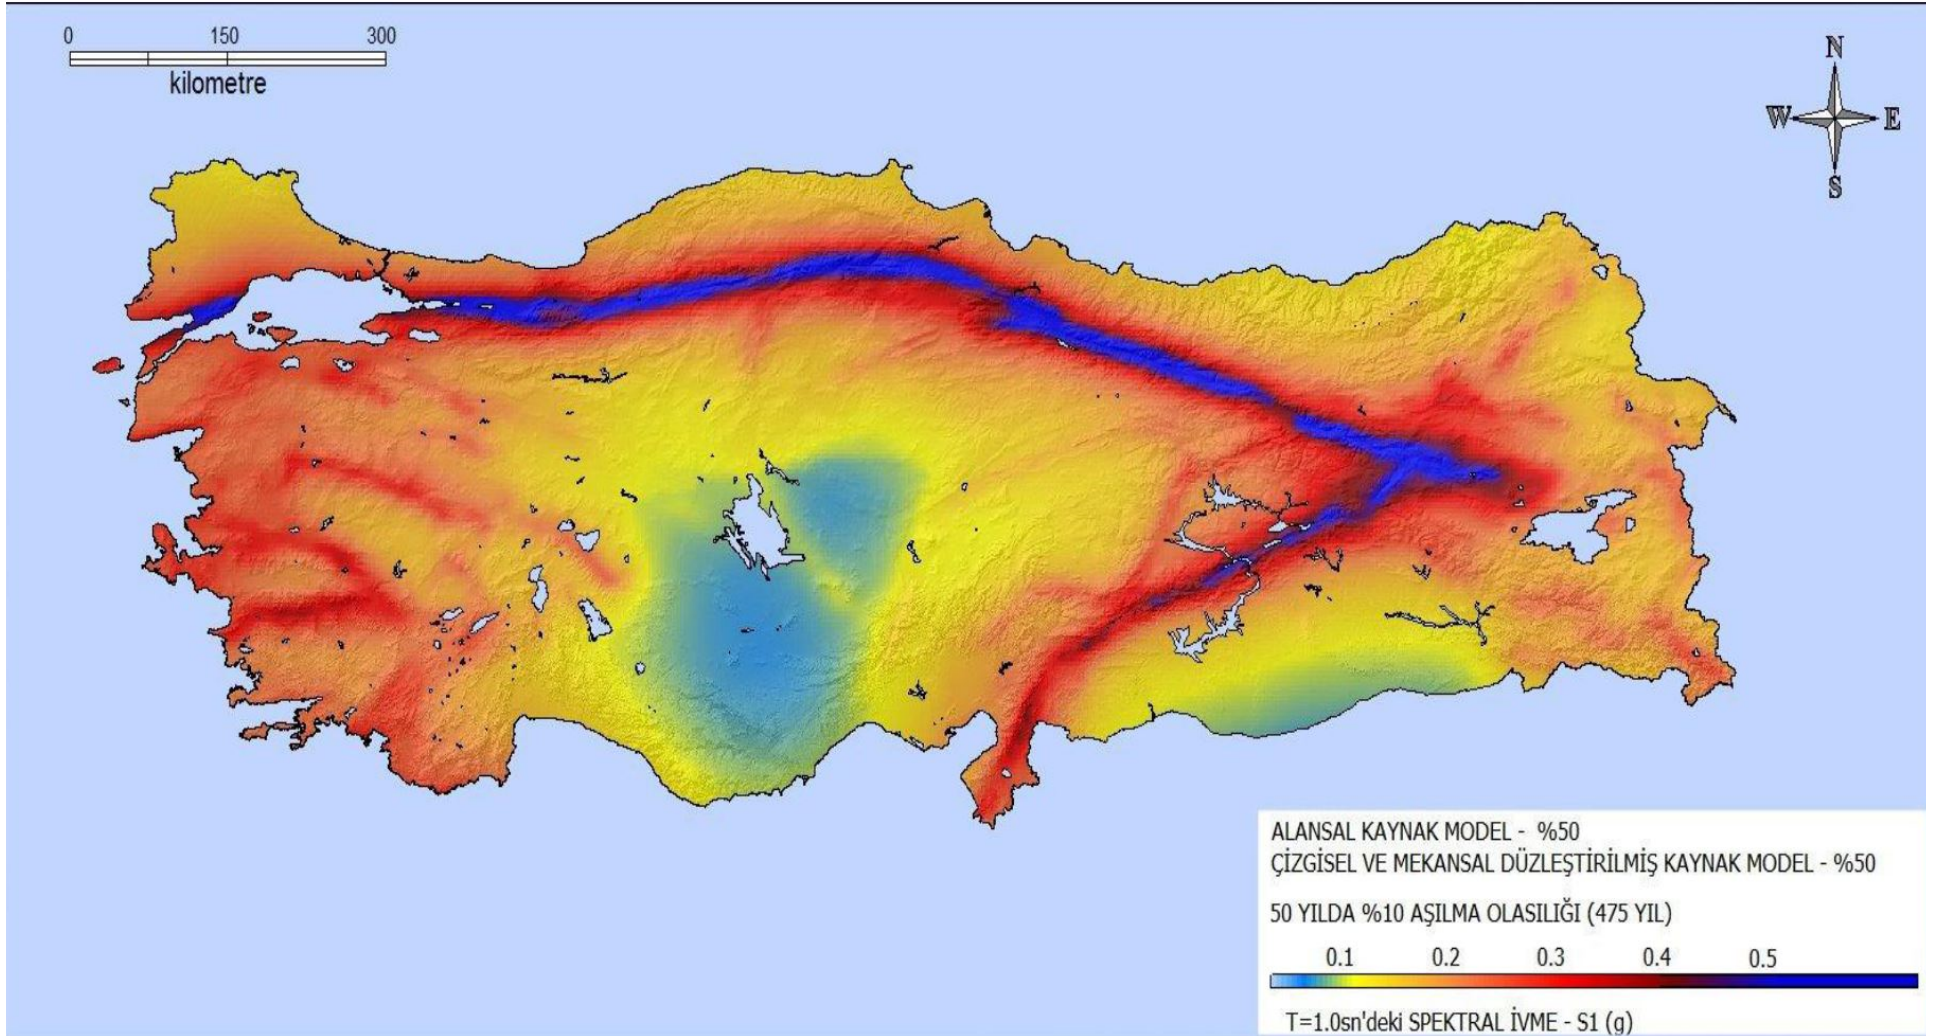 0 150 300
kilometre
N
W E
S
ALANSAL KAYNAK MODEL - %50
ÇİZGİSEL VE MEKANSAL DÜZLEŞTİRİLMİŞ KAYNAK MODEL - %50
50 YILDA %10 AŞILMA OLASILIĞI (475 YIL)
0.1 0.2 0.3 0.4 0.5
T=1.0sn'deki SPEKTRAL İVME - S1 (g)